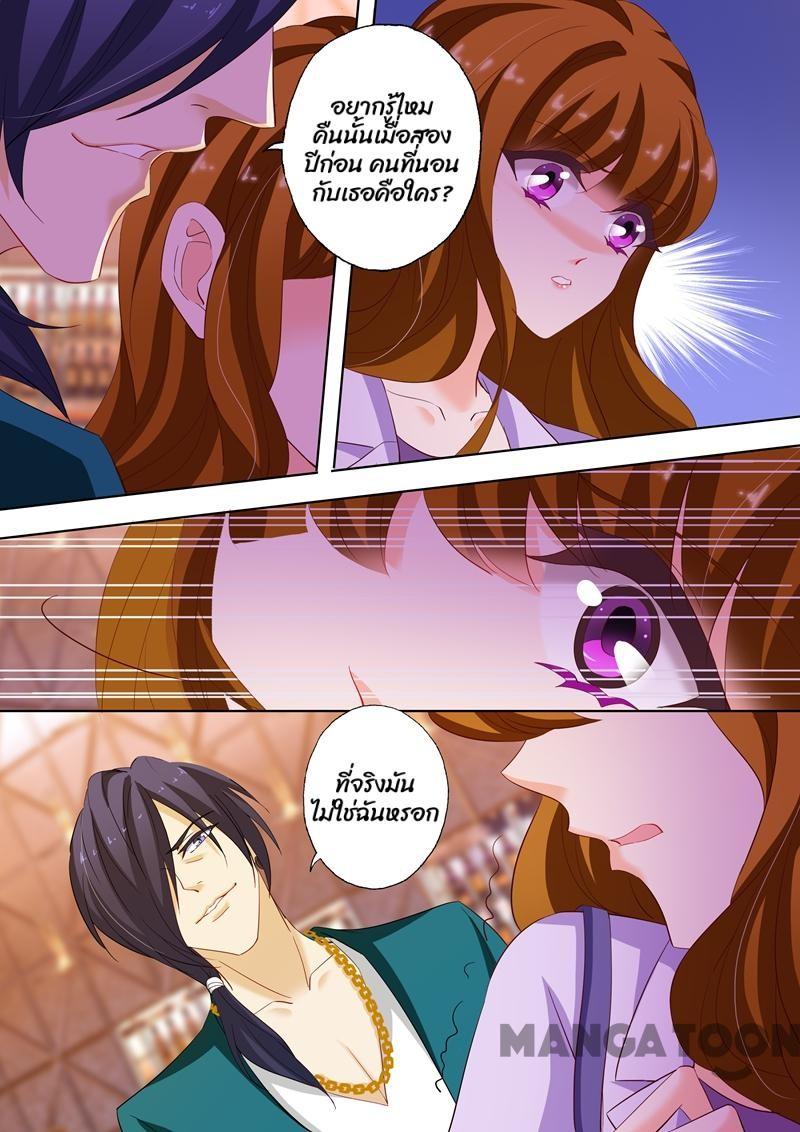 อยากรู้ไหม
คืนนั้นเมื่อสอง
ปีก่อน คนที่นอน
กับเธอคือใคร?
ที่จริงมัน
ไม่ใช่ฉันหรอก
MANGATOON